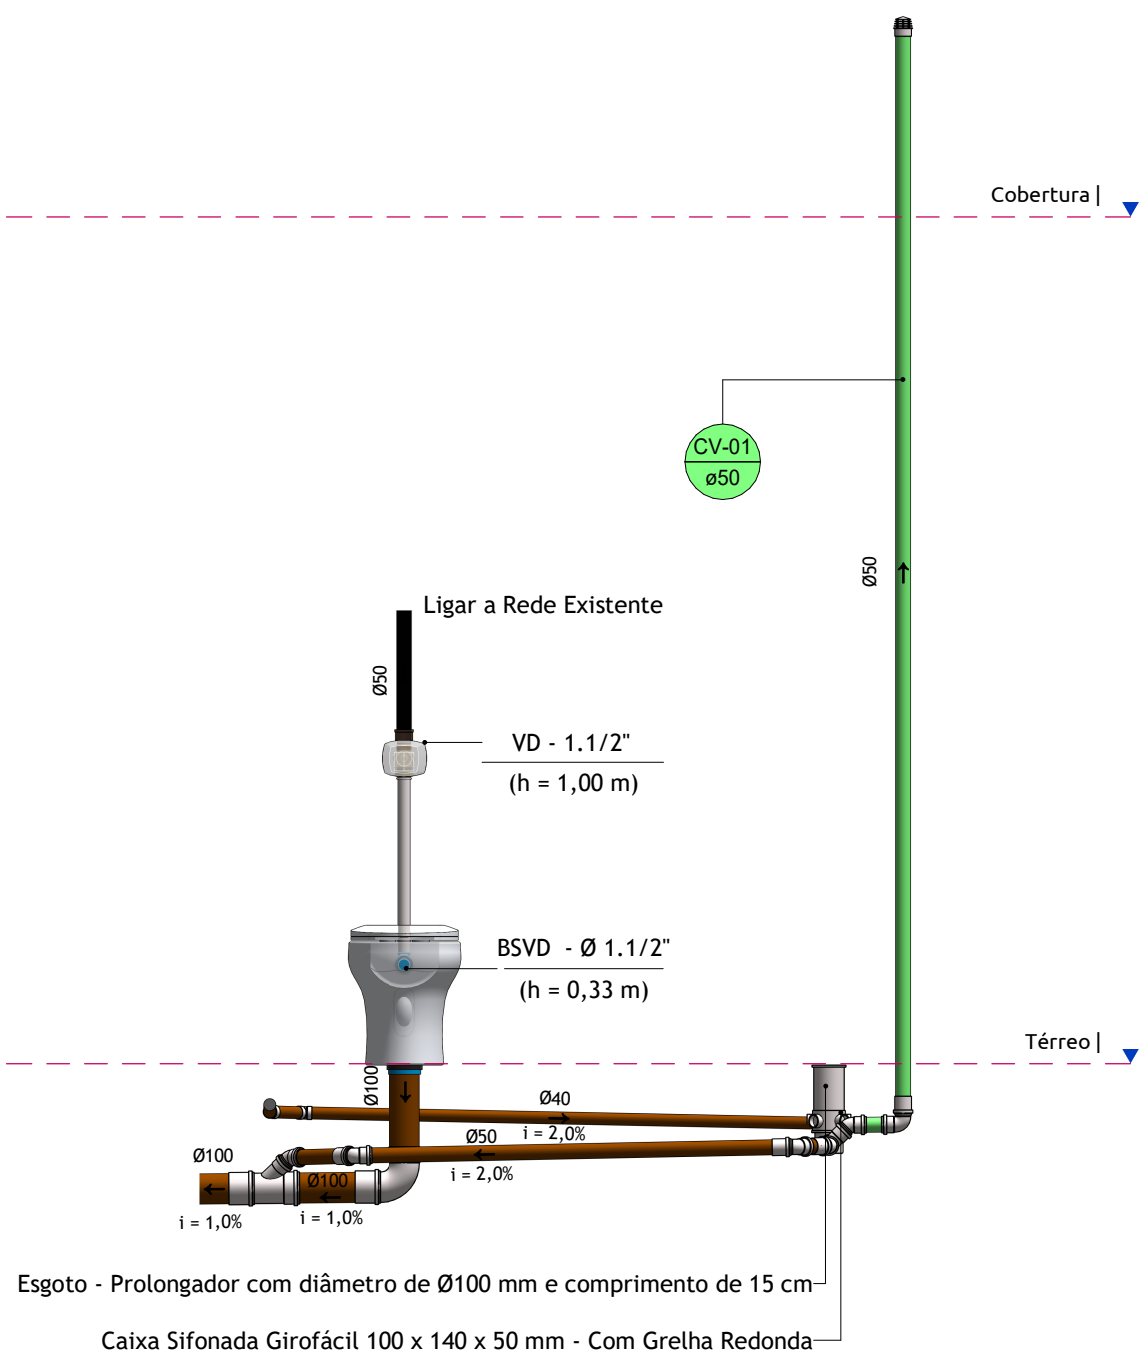 Cobertura |
CV-01
ø50
Ø50
Ligar a Rede Existente
Ø50
VD - 1.1/2"
(h = 1,00 m)
BSVD - Ø 1.1/2"
(h = 0,33 m)
Térreo |
Ø100
Ø40
i = 2,0%
Ø50
i = 2,0%
Ø100
Ø100
i = 1,0%
i = 1,0%
Esgoto - Prolongador com diâmetro de Ø100 mm e comprimento de 15 cm
Caixa Sifonada Girofácil 100 x 140 x 50 mm - Com Grelha Redonda